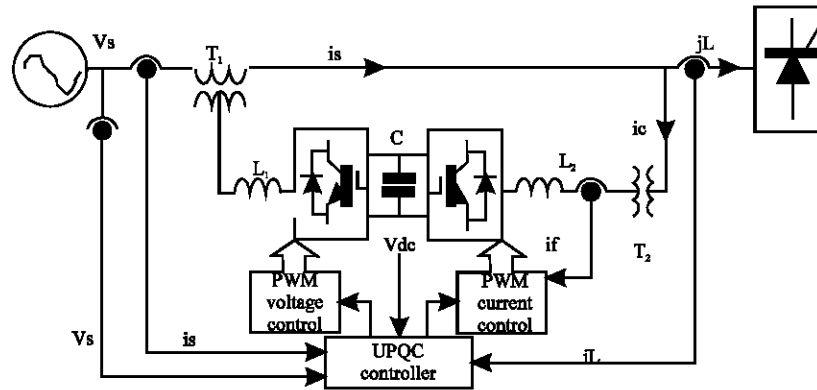 Vs
T1
is
jL
ic
C
L1
L2
Vdc
if
T2
PWM
voltage
control
PWM
current
control
Vs
is
UPQC
controller
iL